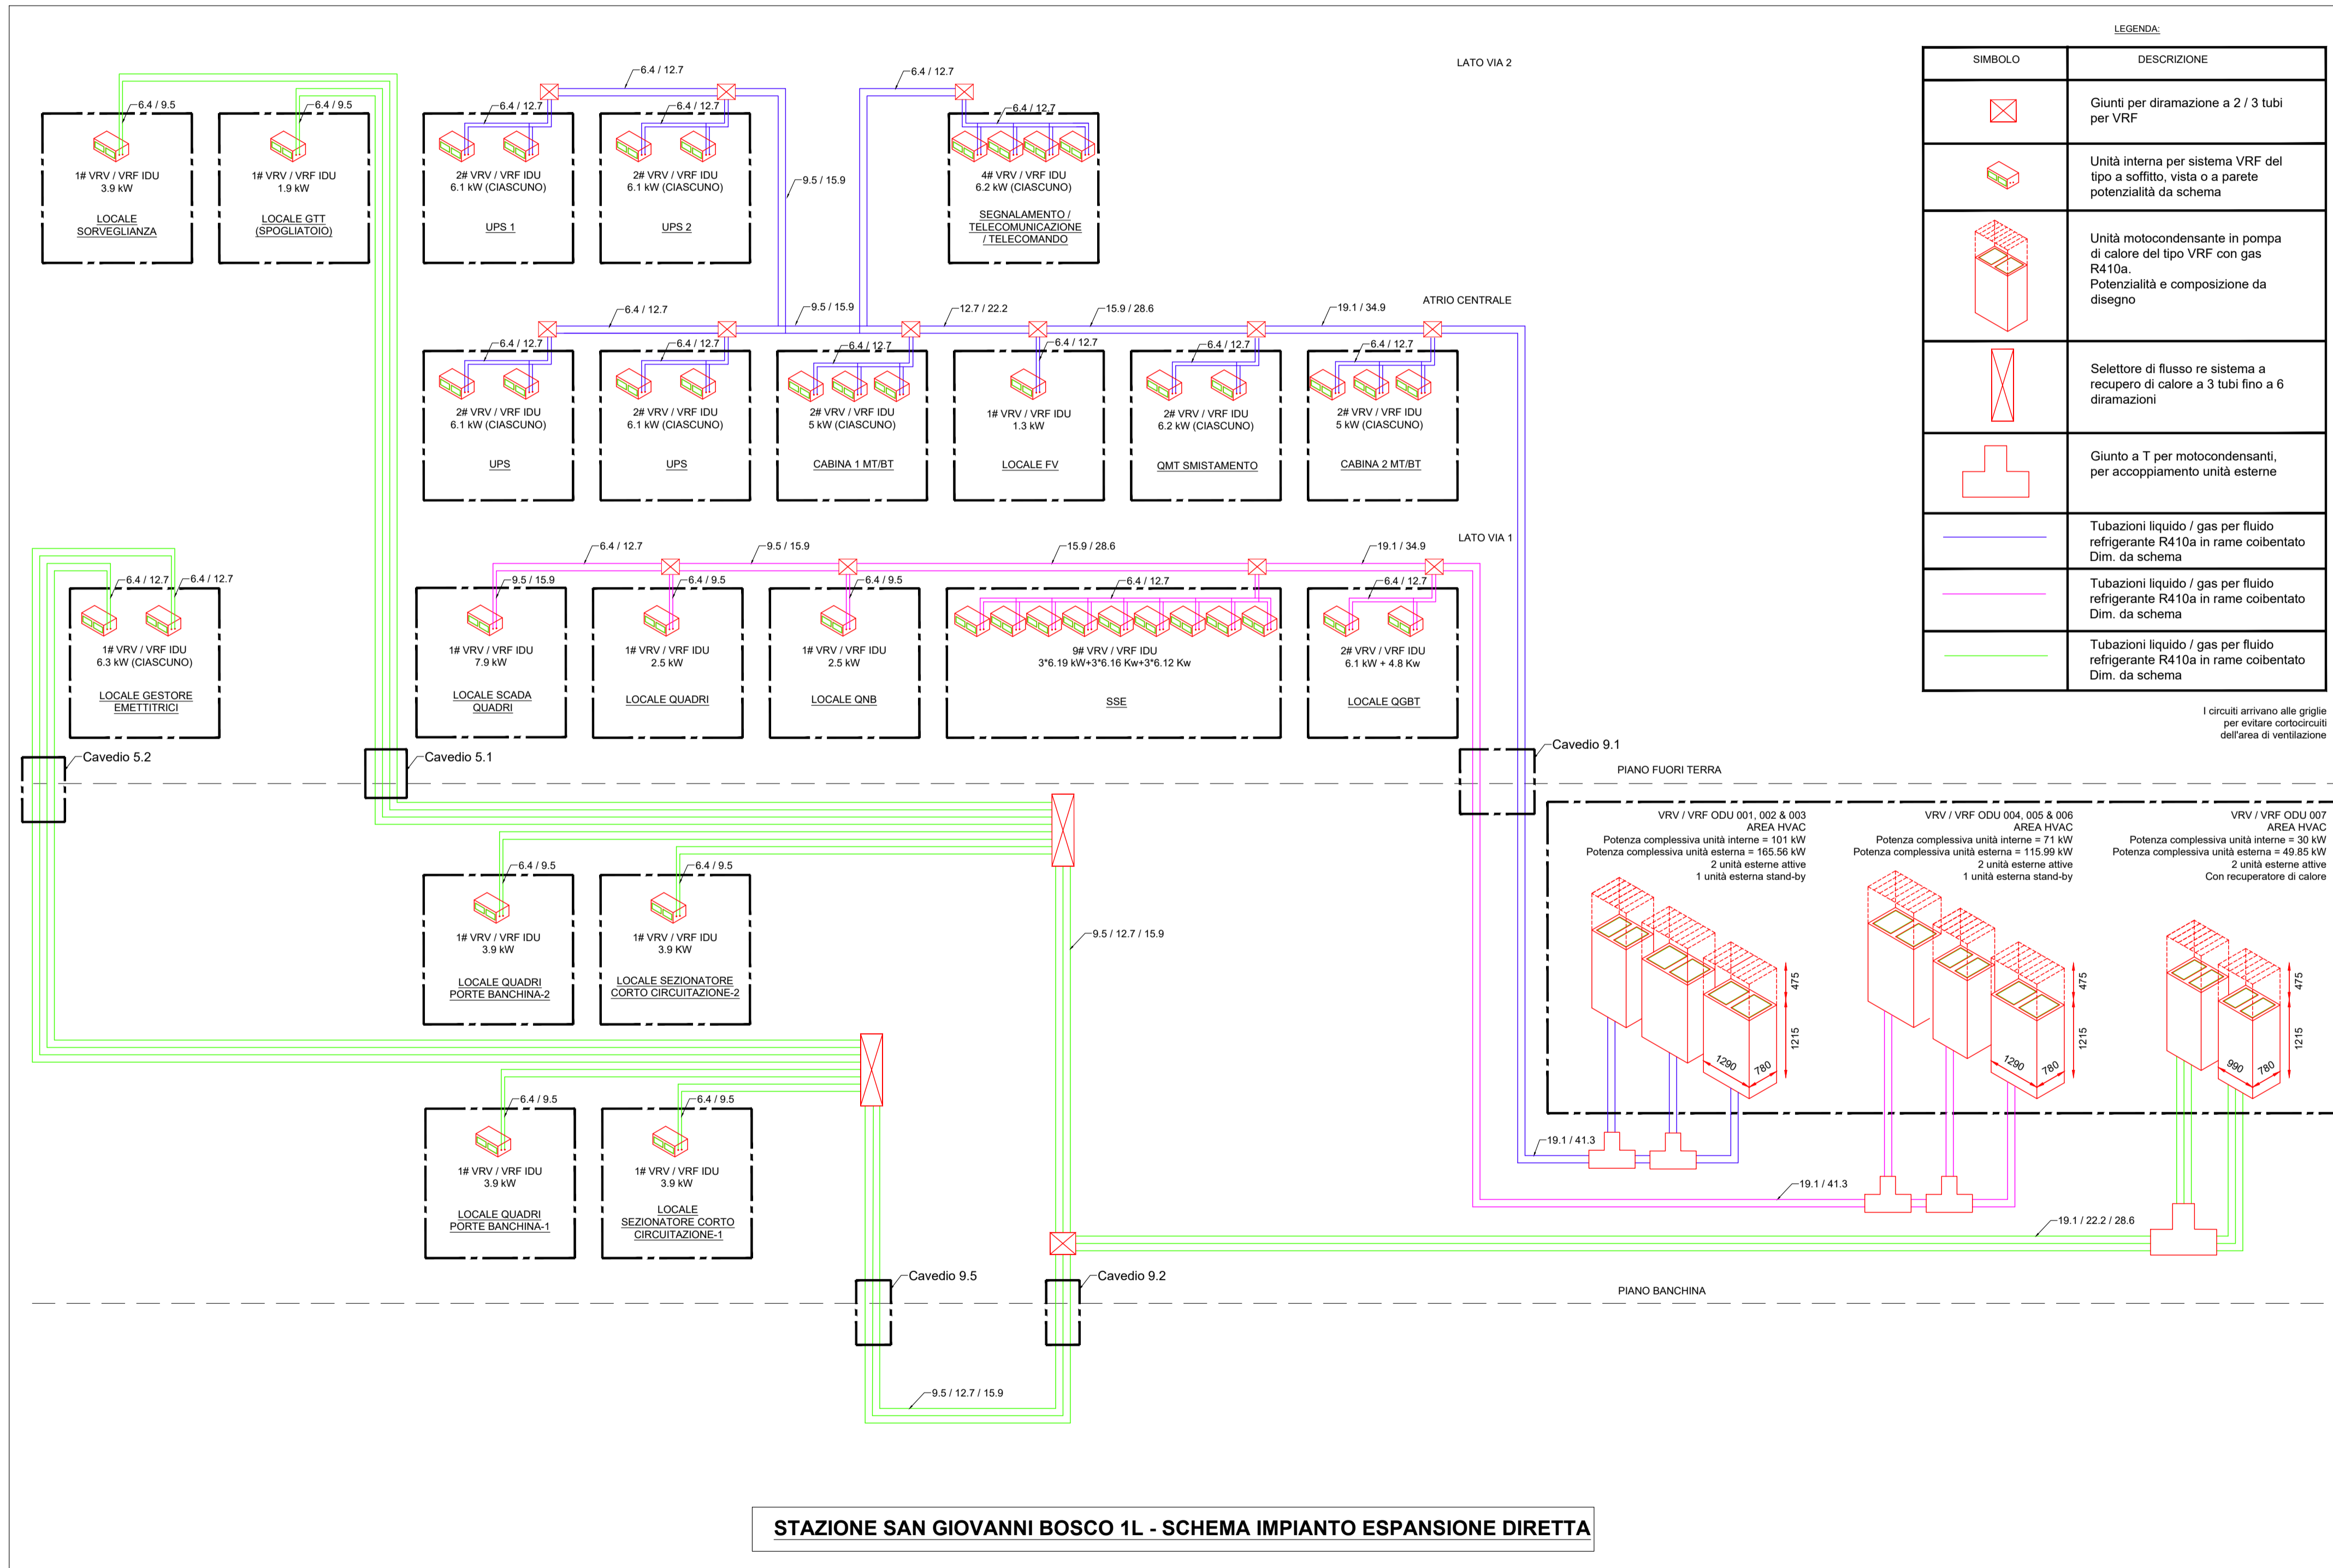 LEGENDA:
SIMBOLO
DESCRIZIONE
Giunti per diramazione a 2 / 3 tubi
per VRF
Unità interna per sistema VRF del
tipo a soffitto, vista o a parete
potenzialità da schema
Unità motocondensante in pompa
di calore del tipo VRF con gas
R410a.
Potenzialità e composizione da
disegno
Selettore di flusso re sistema a
recupero di calore a 3 tubi fino a 6
diramazioni
Giunto a T per motocondensanti,
per accoppiamento unità esterne
Tubazioni liquido / gas per fluido
refrigerante R410a in rame coibentato
Dim. da schema
Tubazioni liquido / gas per fluido
refrigerante R410a in rame coibentato
Dim. da schema
Tubazioni liquido / gas per fluido
refrigerante R410a in rame coibentato
Dim. da schema
I circuiti arrivano alle griglie
per evitare cortocircuiti
dell'area di ventilazione
LATO VIA 2
6.4 / 12.7
6.4 / 12.7
6.4 / 9.5
1# VRV / VRF IDU
3.9 kW
LOCALE
SORVEGLIANZA
6.4 / 9.5
1# VRV / VRF IDU
1.9 kW
LOCALE GTT
(SPOGLIATOIO)
6.4 / 12.7
2# VRV / VRF IDU
6.1 kW (CIASCUNO)
UPS 1
6.4 / 12.7
2# VRV / VRF IDU
6.1 kW (CIASCUNO)
UPS 2
9.5 / 15.9
6.4 / 12.7
4# VRV / VRF IDU
6.2 kW (CIASCUNO)
SEGNALAMENTO /
TELECOMUNICAZIONE
/ TELECOMANDO
ATRIO CENTRALE
6.4 / 12.7
9.5 / 15.9
12.7 / 22.2
15.9 / 28.6
19.1 / 34.9
6.4 / 12.7
2# VRV / VRF IDU
6.1 kW (CIASCUNO)
UPS
6.4 / 12.7
2# VRV / VRF IDU
6.1 kW (CIASCUNO)
UPS
6.4 / 12.7
2# VRV / VRF IDU
5 kW (CIASCUNO)
CABINA 1 MT/BT
6.4 / 12.7
1# VRV / VRF IDU
1.3 kW
LOCALE FV
6.4 / 12.7
2# VRV / VRF IDU
6.2 kW (CIASCUNO)
QMT SMISTAMENTO
6.4 / 12.7
2# VRV / VRF IDU
5 kW (CIASCUNO)
CABINA 2 MT/BT
LATO VIA 1
6.4 / 12.7
9.5 / 15.9
15.9 / 28.6
19.1 / 34.9
6.4 / 12.7
6.4 / 12.7
1# VRV / VRF IDU
6.3 kW (CIASCUNO)
LOCALE GESTORE
EMETTITRICI
9.5 / 15.9
1# VRV / VRF IDU
7.9 kW
LOCALE SCADA
QUADRI
6.4 / 9.5
1# VRV / VRF IDU
2.5 kW
LOCALE QUADRI
6.4 / 9.5
1# VRV / VRF IDU
2.5 kW
LOCALE QNB
6.4 / 12.7
9# VRV / VRF IDU
3*6.19 kW+3*6.16 Kw+3*6.12 Kw
SSE
6.4 / 12.7
2# VRV / VRF IDU
6.1 kW + 4.8 Kw
LOCALE QGBT
Cavedio 5.2
Cavedio 5.1
Cavedio 9.1
PIANO FUORI TERRA
VRV / VRF ODU 001, 002 & 003
AREA HVAC
Potenza complessiva unità interne = 101 kW
Potenza complessiva unità esterna = 165.56 kW
2 unità esterne attive
1 unità esterna stand-by
VRV / VRF ODU 004, 005 & 006
AREA HVAC
Potenza complessiva unità interne = 71 kW
Potenza complessiva unità esterna = 115.99 kW
2 unità esterne attive
1 unità esterna stand-by
VRV / VRF ODU 007
AREA HVAC
Potenza complessiva unità interne = 30 kW
Potenza complessiva unità esterna = 49.85 kW
2 unità esterne attive
Con recuperatore di calore
475
1215
1290
780
475
1215
1290
780
475
1215
990
780
6.4 / 9.5
1# VRV / VRF IDU
3.9 kW
LOCALE QUADRI
PORTE BANCHINA-2
6.4 / 9.5
1# VRV / VRF IDU
3.9 KW
LOCALE SEZIONATORE
CORTO CIRCUITAZIONE-2
9.5 / 12.7 / 15.9
6.4 / 9.5
1# VRV / VRF IDU
3.9 kW
LOCALE QUADRI
PORTE BANCHINA-1
6.4 / 9.5
1# VRV / VRF IDU
3.9 kW
LOCALE
SEZIONATORE CORTO
CIRCUITAZIONE-1
19.1 / 41.3
19.1 / 41.3
19.1 / 22.2 / 28.6
Cavedio 9.5
Cavedio 9.2
PIANO BANCHINA
9.5 / 12.7 / 15.9
STAZIONE SAN GIOVANNI BOSCO 1L - SCHEMA IMPIANTO ESPANSIONE DIRETTA